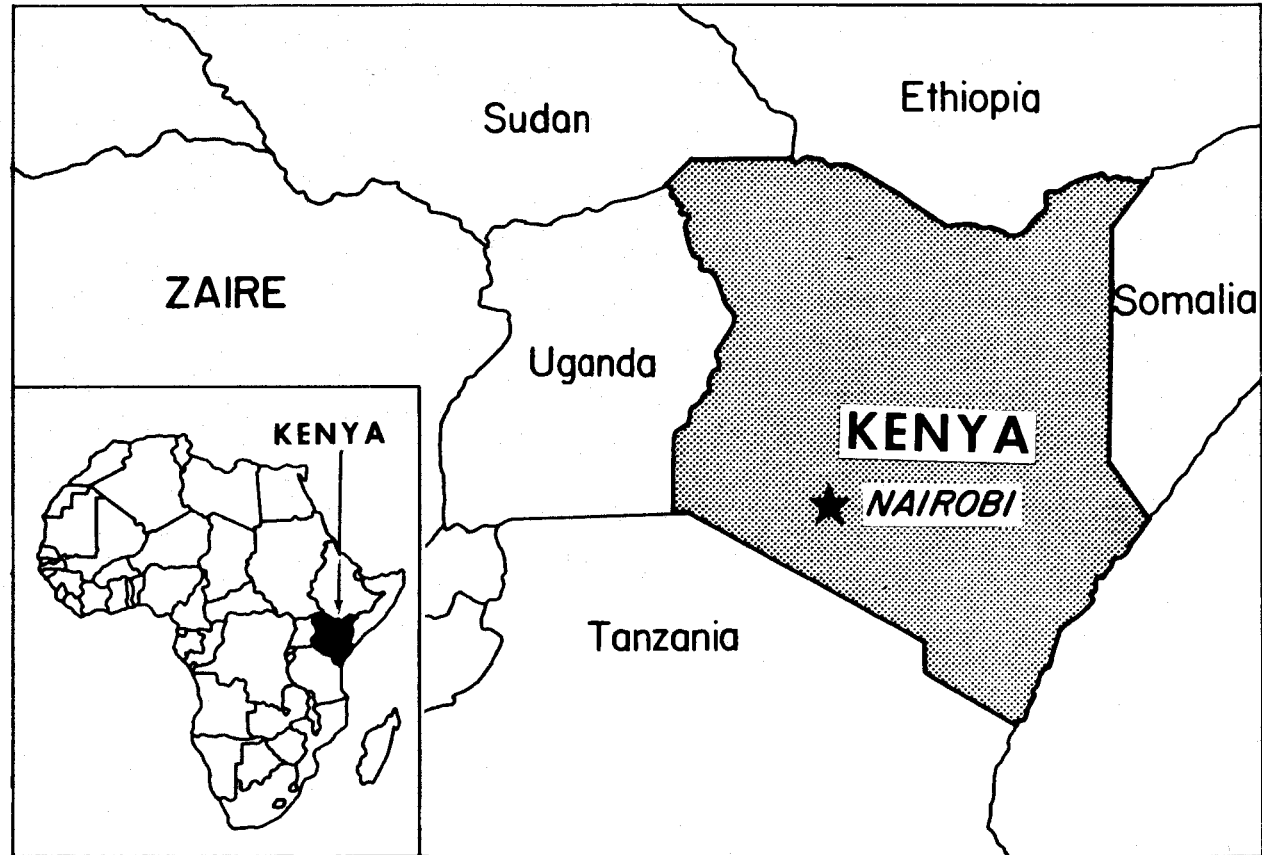 Sudan
Ethiopia
ZAIRE
Somalia
Uganda
KENYA
NAIROBI
Tanzania
KENYA